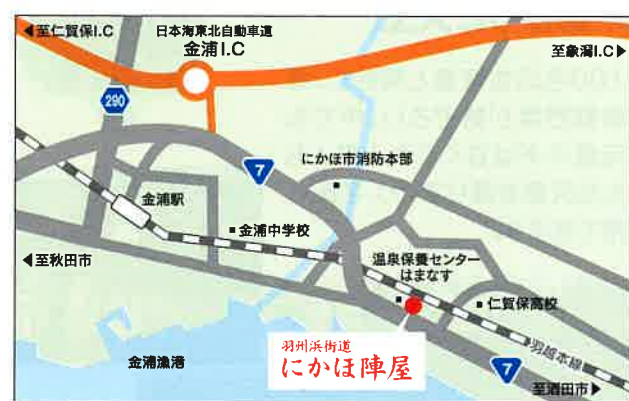 ◀至仁賀保I.C
日本海東北自動車道
金浦I.C
至象潟I.C▶
290
7
にかほ市消防本部
金浦駅
金浦中学校
◀至秋田市
温泉保養センター
はまなす
仁賀保高校
羽州浜街道
にかほ陣屋
羽越本線
金浦漁港
7
至酒田市▶